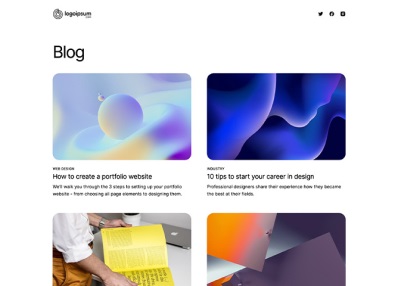 logoipsum
Blog
WEB DESIGN
How to create a portfolio website
We'll walk you through the 3 steps to setting up your portfolio
website - from choosing all page elements to designing them.
INDUSTRY
10 tips to start your career in design
Professional designers share their experience how they became
the best at their fields.